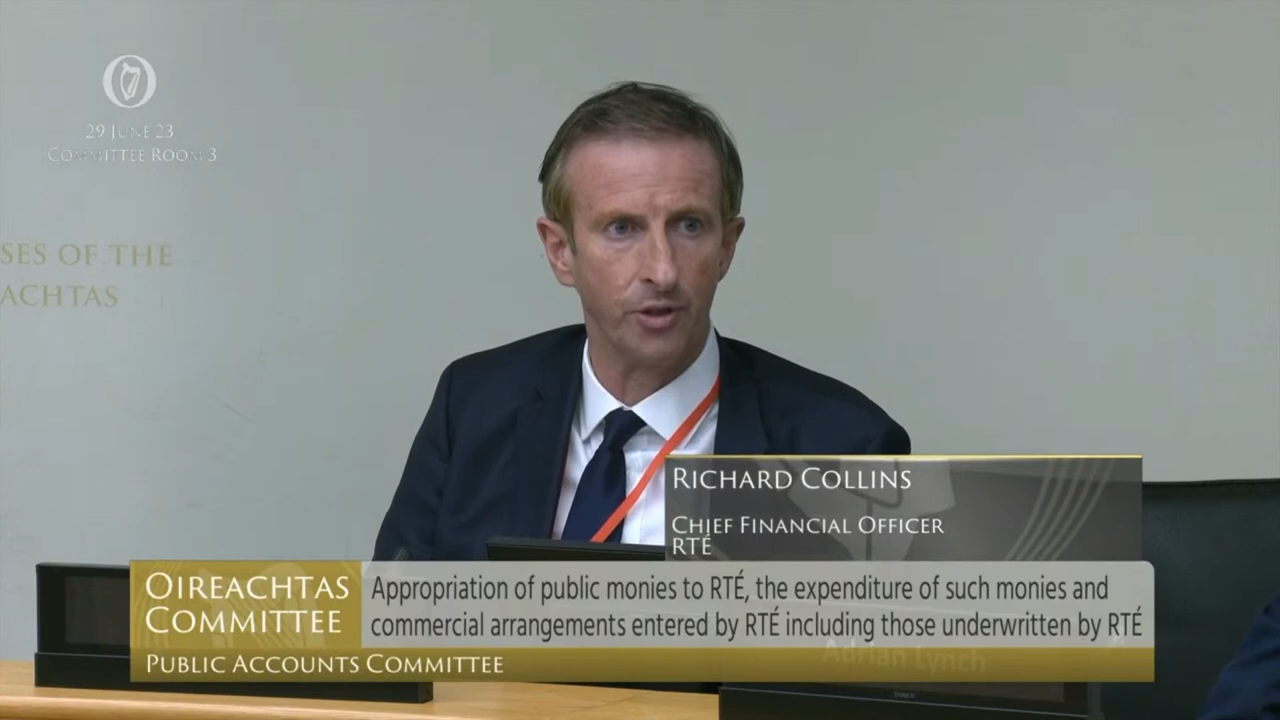 29 June 23
Committee Room 3
SES OF THE
ACHTAS
Richard Collins
Chief Financial Officer
RTÉ
Oireachtas
Committee
Appropriation of public monies to RTÉ, the expenditure of such monies and
commercial arrangements entered by RTÉ including those underwritten by RTÉ
Adrian Lynch
Public Accounts Committee